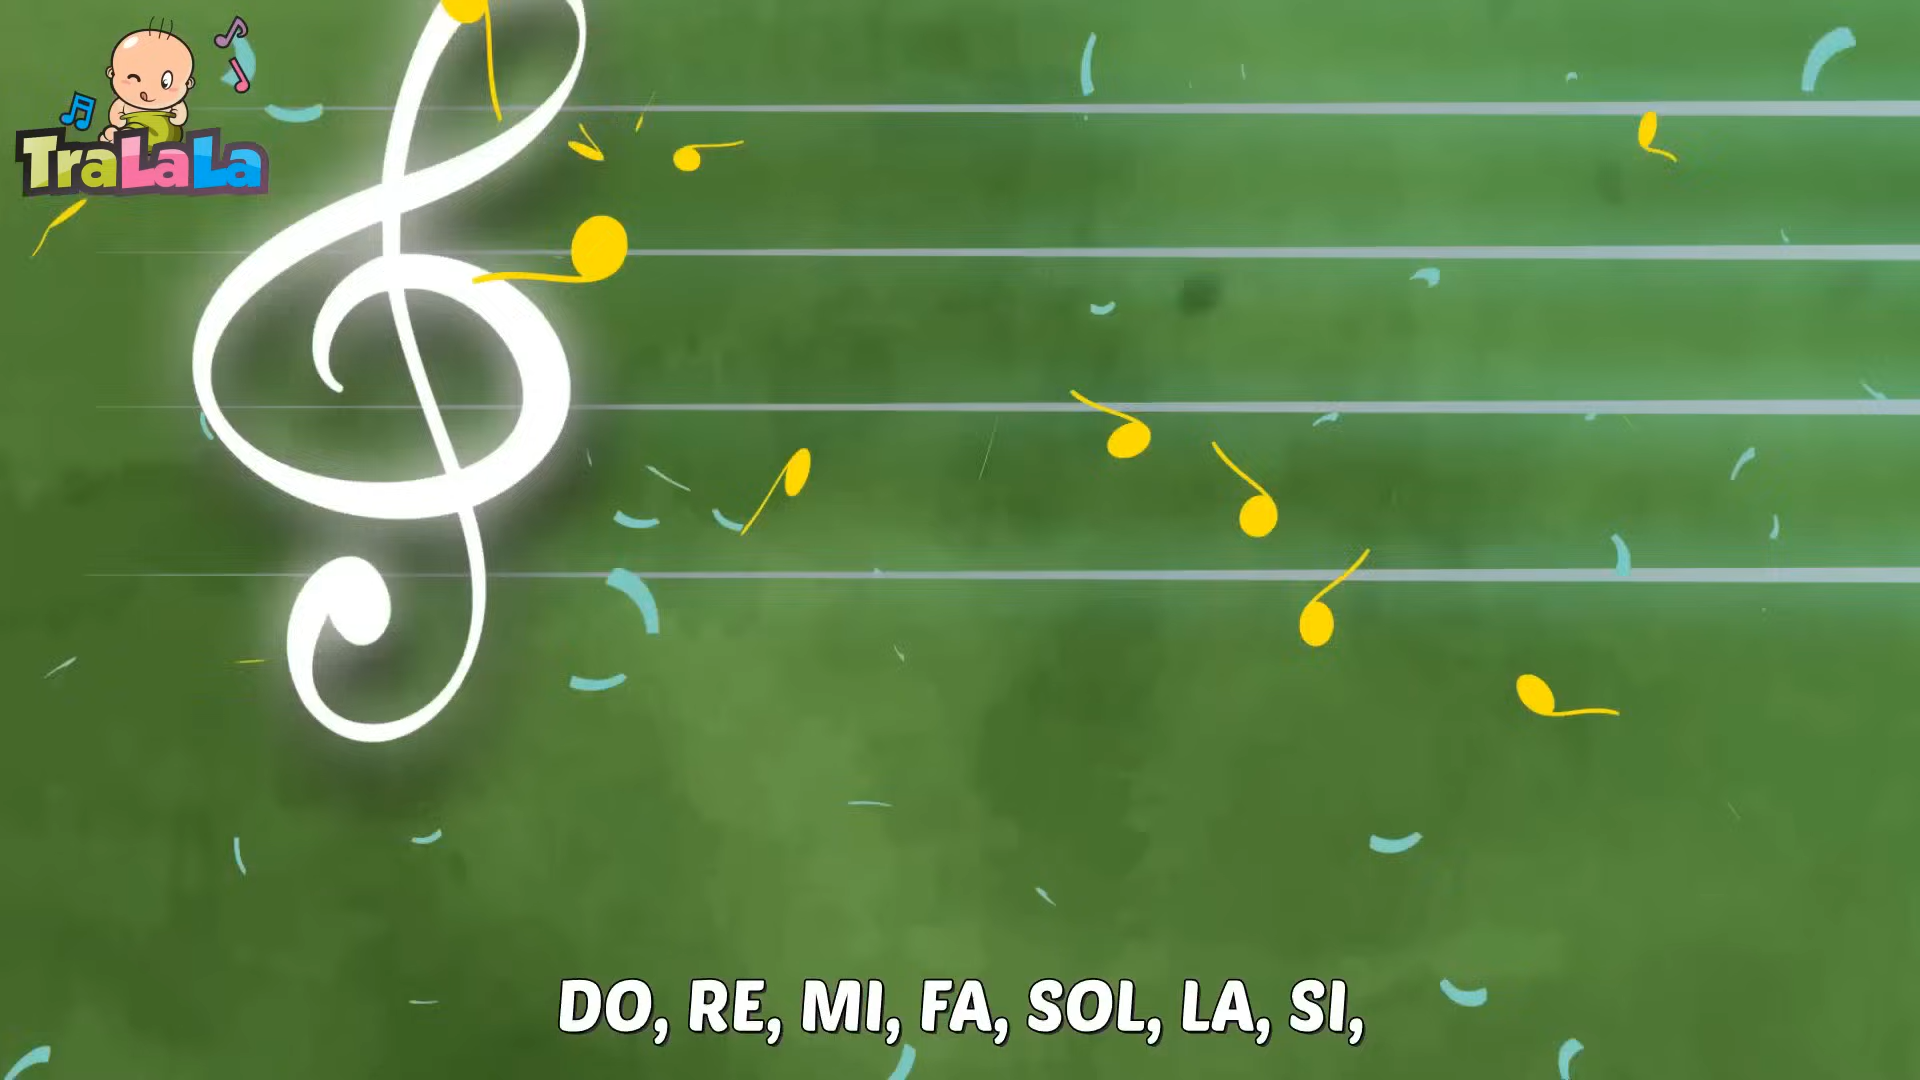 TraLaLa
DO, RE, MI, FA, SOL, LA, SI,